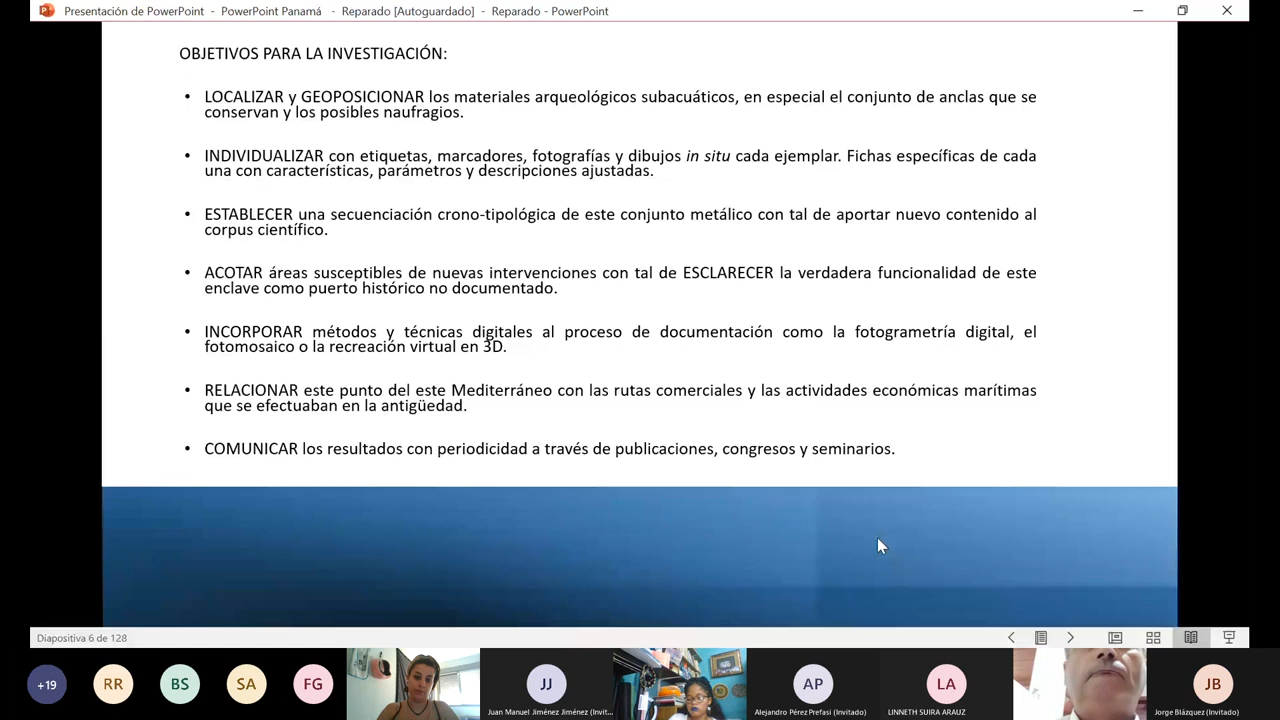 Presentación de PowerPoint - PowerPoint Panamá - Reparado [Autoguardado] - Reparado - PowerPoint
OBJETIVOS PARA LA INVESTIGACIÓN:
• LOCALIZAR y GEOPOSICIONAR los materiales arqueológicos subacuáticos, en especial el conjunto de anclas que se
conservan y los posibles naufragios.
• INDIVIDUALIZAR con etiquetas, marcadores, fotografías y dibujos in situ cada ejemplar. Fichas específicas de cada
una con características, parámetros y descripciones ajustadas.
• ESTABLECER una secuenciación crono-tipológica de este conjunto metálico con tal de aportar nuevo contenido al
corpus científico.
• ACOTAR áreas susceptibles de nuevas intervenciones con tal de ESCLARECER la verdadera funcionalidad de este
enclave como puerto histórico no documentado.
• INCORPORAR métodos y técnicas digitales al proceso de documentación como la fotogrametría digital, el
fotomosaico o la recreación virtual en 3D.
• RELACIONAR este punto del este Mediterráneo con las rutas comerciales y las actividades económicas marítimas
que se efectuaban en la antigüedad.
• COMUNICAR los resultados con periodicidad a través de publicaciones, congresos y seminarios.
Diapositiva 6 de 128
+19 RR BS SA FG JJ AP LA JB
Juan Manuel Jiménez Jiménez (Invit... Alejandro Pérez Prefasi (Invitado) LINNETH SUIRA ARAUZ Jorge Blázquez (Invitado)